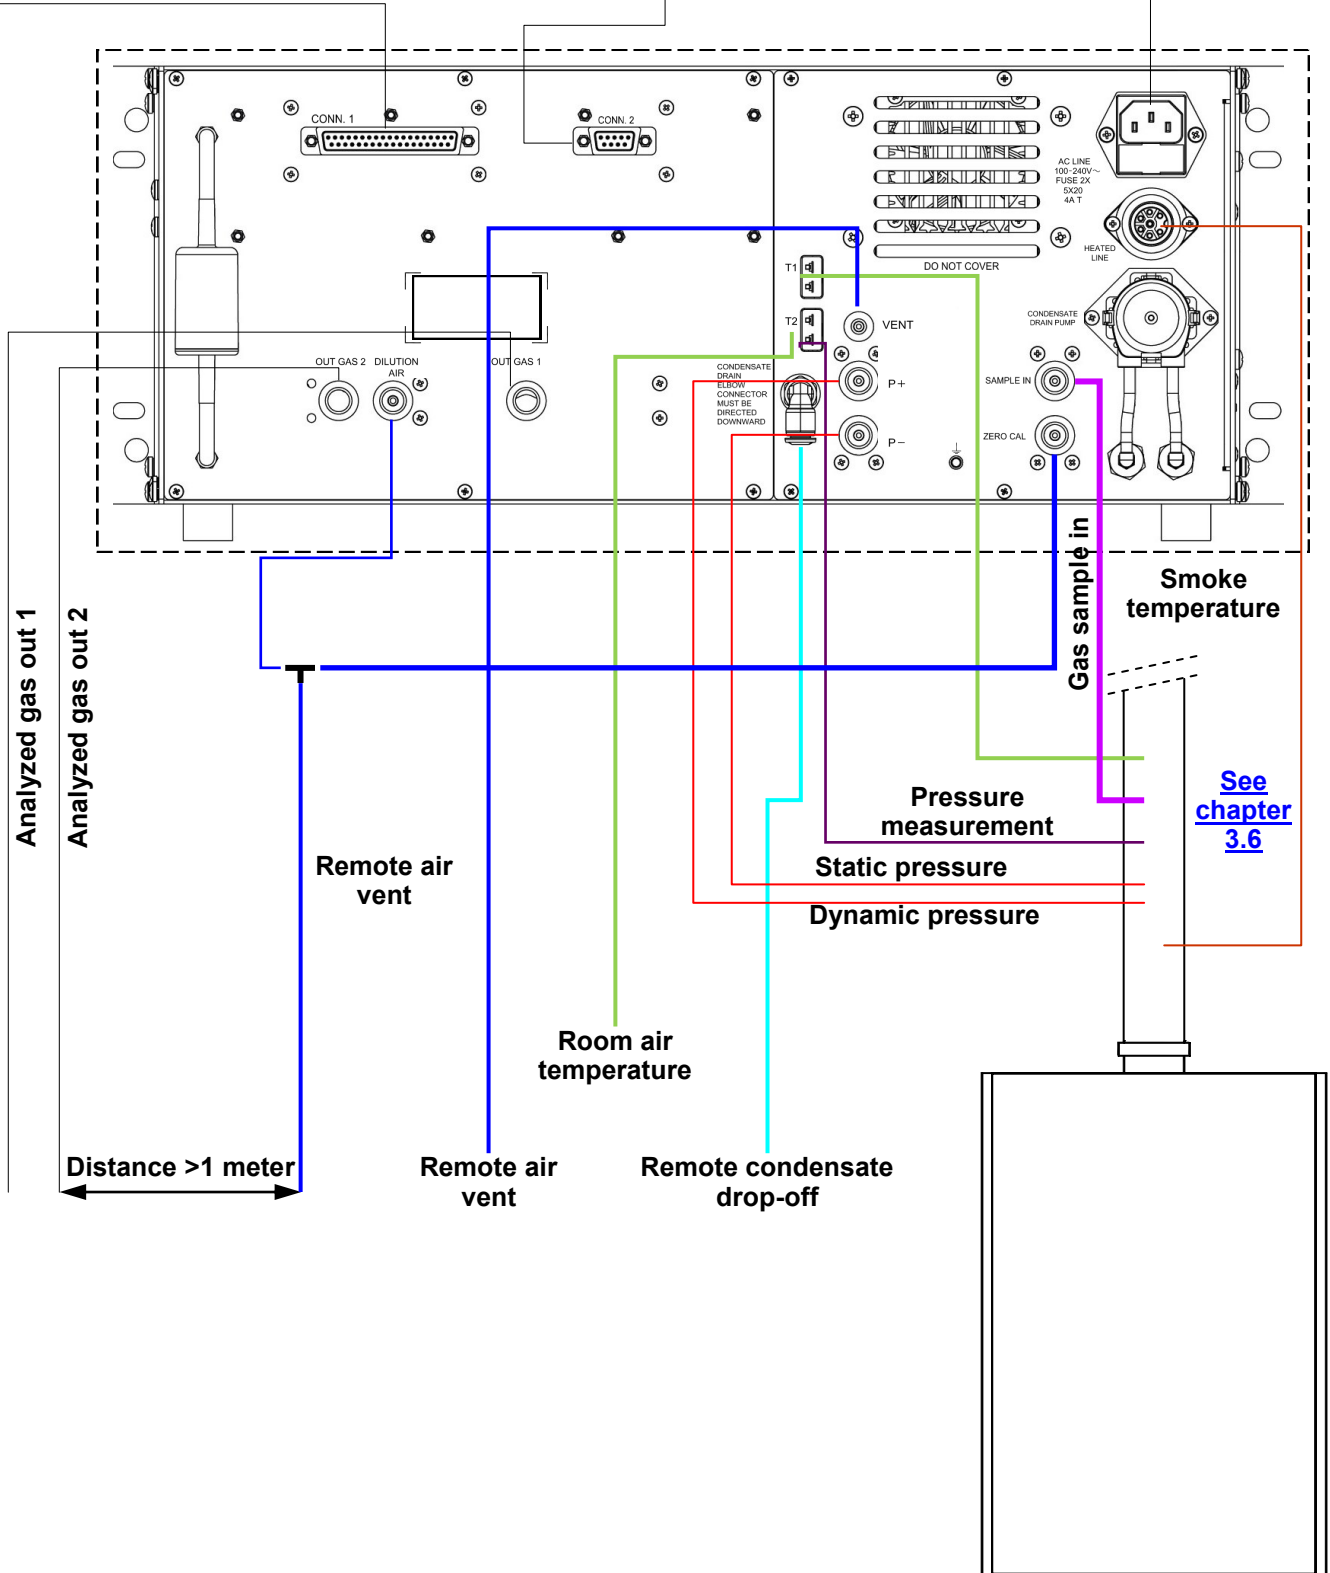 CONN. 1
CONN. 2
AC LINE
100-240V~
FUSE 2X
5X20
4A T
HEATED
LINE
DO NOT COVER
T1
T2
VENT
CONDENSATE
DRAIN PUMP
OUT GAS 2
DILUTION
AIR
OUT GAS 1
CONDENSATE
DRAIN
ELBOW
CONNECTOR
MUST BE
DIRECTED
DOWNWARD
P+
P-
SAMPLE IN
ZERO CAL
Analyzed gas out 1
Analyzed gas out 2
Gas sample in
Smoke
temperature
See
chapter
3.6
Pressure
measurement
Static pressure
Dynamic pressure
Remote air
vent
Room air
temperature
Distance >1 meter
Remote air
vent
Remote condensate
drop-off